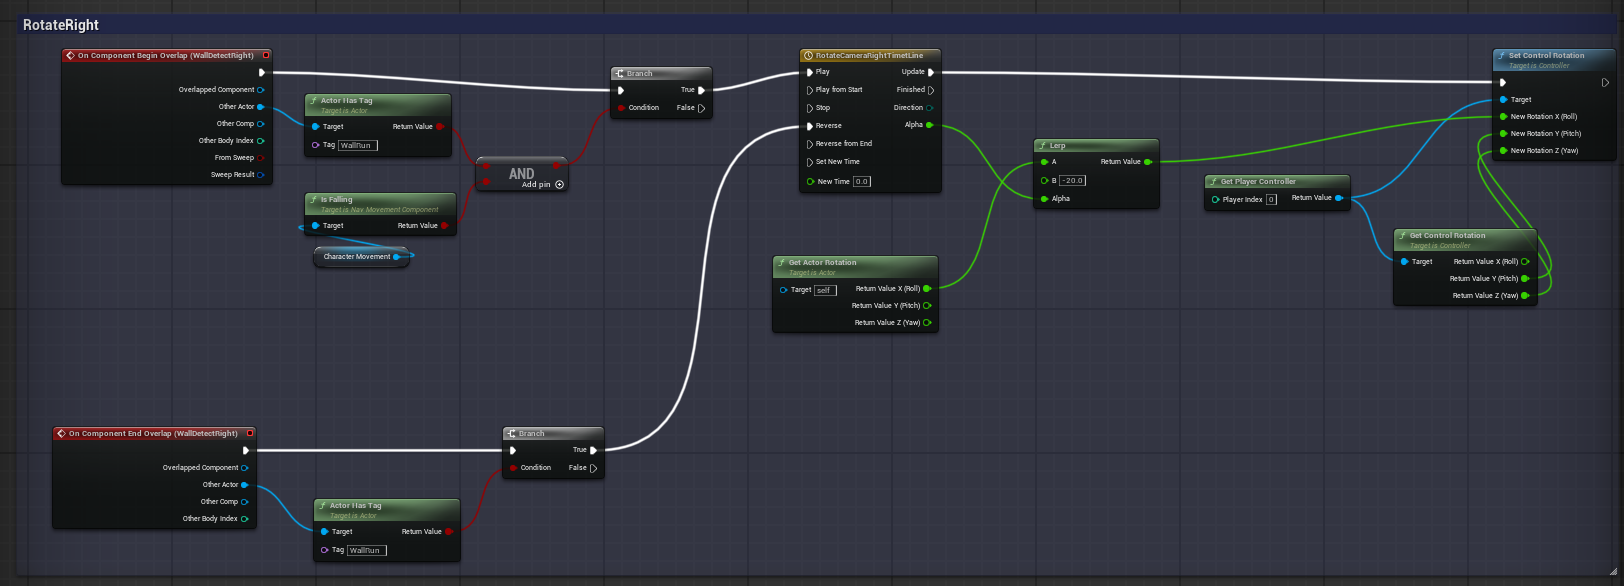 RotateRight
On Component Begin Overlap (WallDetectRight)
Overlapped Component
Other Actor
Other Comp
Other Body Index
From Sweep
Sweep Result
Actor Has Tag
Target is Actor
Target
Return Value
Tag
WallRun
Is Falling
Target is Nav Movement Component
Target
Return Value
Character Movement
AND
Add pin
Branch
True
Condition
False
RotateCameraRightTimeLine
Play
Update
Play from Start
Finished
Stop
Direction
Reverse
Alpha
Reverse from End
Set New Time
New Time
0.0
Get Actor Rotation
Target is Actor
Target
self
Return Value X (Roll)
Return Value Y (Pitch)
Return Value Z (Yaw)
Lerp
A
Return Value
B
-20.0
Alpha
Get Player Controller
Player Index
0
Return Value
Get Control Rotation
Target is Controller
Target
Return Value X (Roll)
Return Value Y (Pitch)
Return Value Z (Yaw)
Set Control Rotation
Target is Controller
Target
New Rotation X (Roll)
New Rotation Y (Pitch)
New Rotation Z (Yaw)
On Component End Overlap (WallDetectRight)
Overlapped Component
Other Actor
Other Comp
Other Body Index
Actor Has Tag
Target is Actor
Target
Return Value
Tag
WallRun
Branch
True
Condition
False